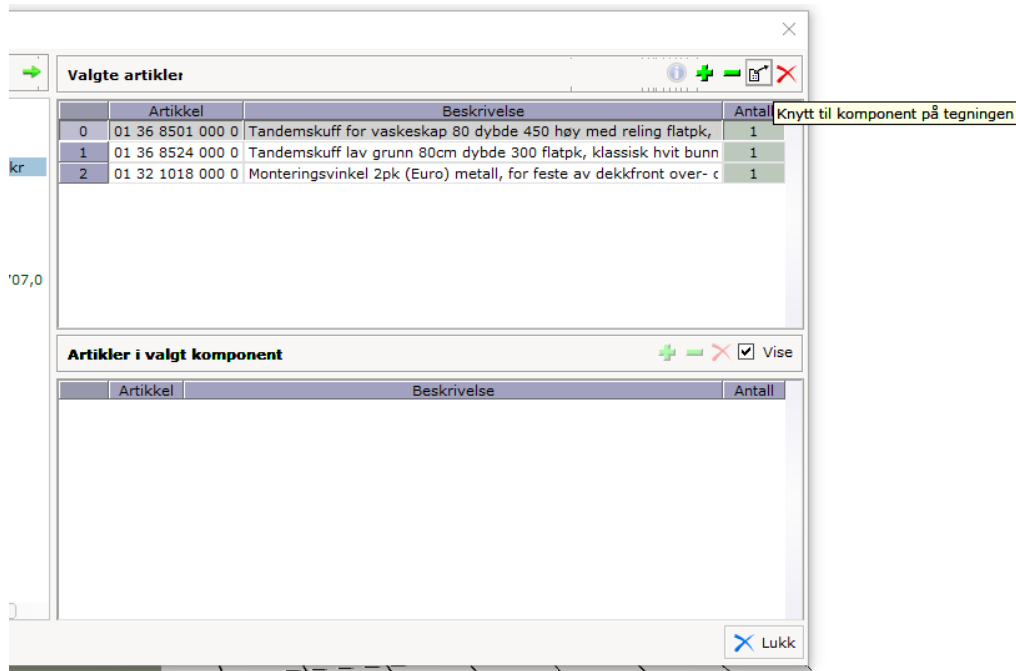 Valgte artikler
Artikkel Beskrivelse Antall
Knytt til komponent på tegningen
0 01 36 8501 000 0 Tandemskuff for vaskeskap 80 dybde 450 høy med reling flatpk, 1
1 01 36 8524 000 0 Tandemskuff lav grunn 80cm dybde 300 flatpk, klassisk hvit bunn 1
kr
2 01 32 1018 000 0 Monteringsvinkel 2pk (Euro) metall, for feste av dekkfront over- 1
707,0
Artikler i valgt komponent Vise
Artikkel Beskrivelse Antall
Lukk